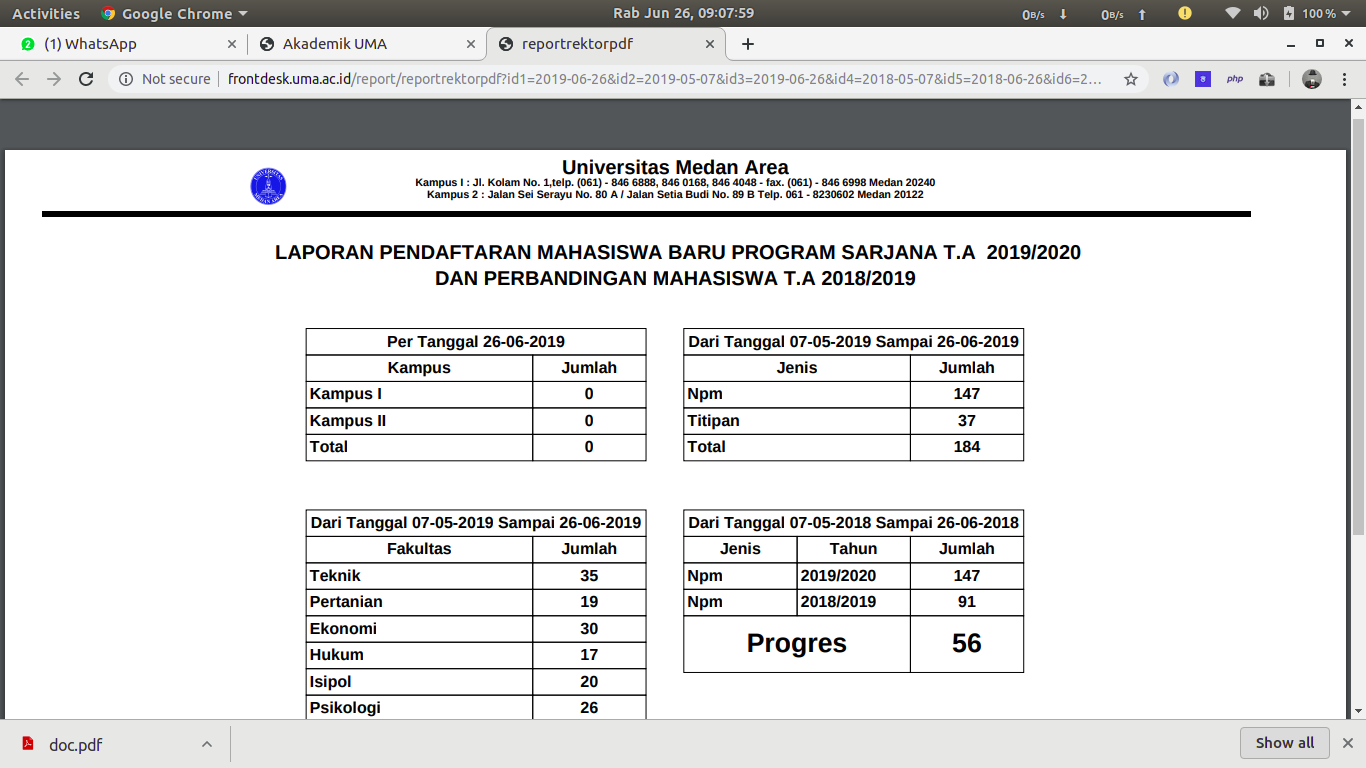 Activities Google Chrome Rab Jun 26, 09:07:59 0B/s 0B/s 100 %
(1) WhatsApp Akademik UMA reportrektorpdf
Not secure frontdesk.uma.ac.id/report/reportrektorpdf?id1=2019-06-26&id2=2019-05-07&id3=2019-06-26&id4=2018-05-07&id5=2018-06-26&id6=2... php
Universitas Medan Area
Kampus I : Jl. Kolam No. 1,telp. (061) - 846 6888, 846 0168, 846 4048 - fax. (061) - 846 6998 Medan 20240
Kampus 2 : Jalan Sei Serayu No. 80 A / Jalan Setia Budi No. 89 B Telp. 061 - 8230602 Medan 20122
UNIVERSITAS MEDAN AREA
LAPORAN PENDAFTARAN MAHASISWA BARU PROGRAM SARJANA T.A 2019/2020
DAN PERBANDINGAN MAHASISWA T.A 2018/2019
Per Tanggal 26-06-2019
Kampus Jumlah
Kampus I 0
Kampus II 0
Total 0
Dari Tanggal 07-05-2019 Sampai 26-06-2019
Jenis Jumlah
Npm 147
Titipan 37
Total 184
Dari Tanggal 07-05-2019 Sampai 26-06-2019
Fakultas Jumlah
Teknik 35
Pertanian 19
Ekonomi 30
Hukum 17
Isipol 20
Psikologi 26
Dari Tanggal 07-05-2018 Sampai 26-06-2018
Jenis Tahun Jumlah
Npm 2019/2020 147
Npm 2018/2019 91
Progres 56
doc.pdf Show all